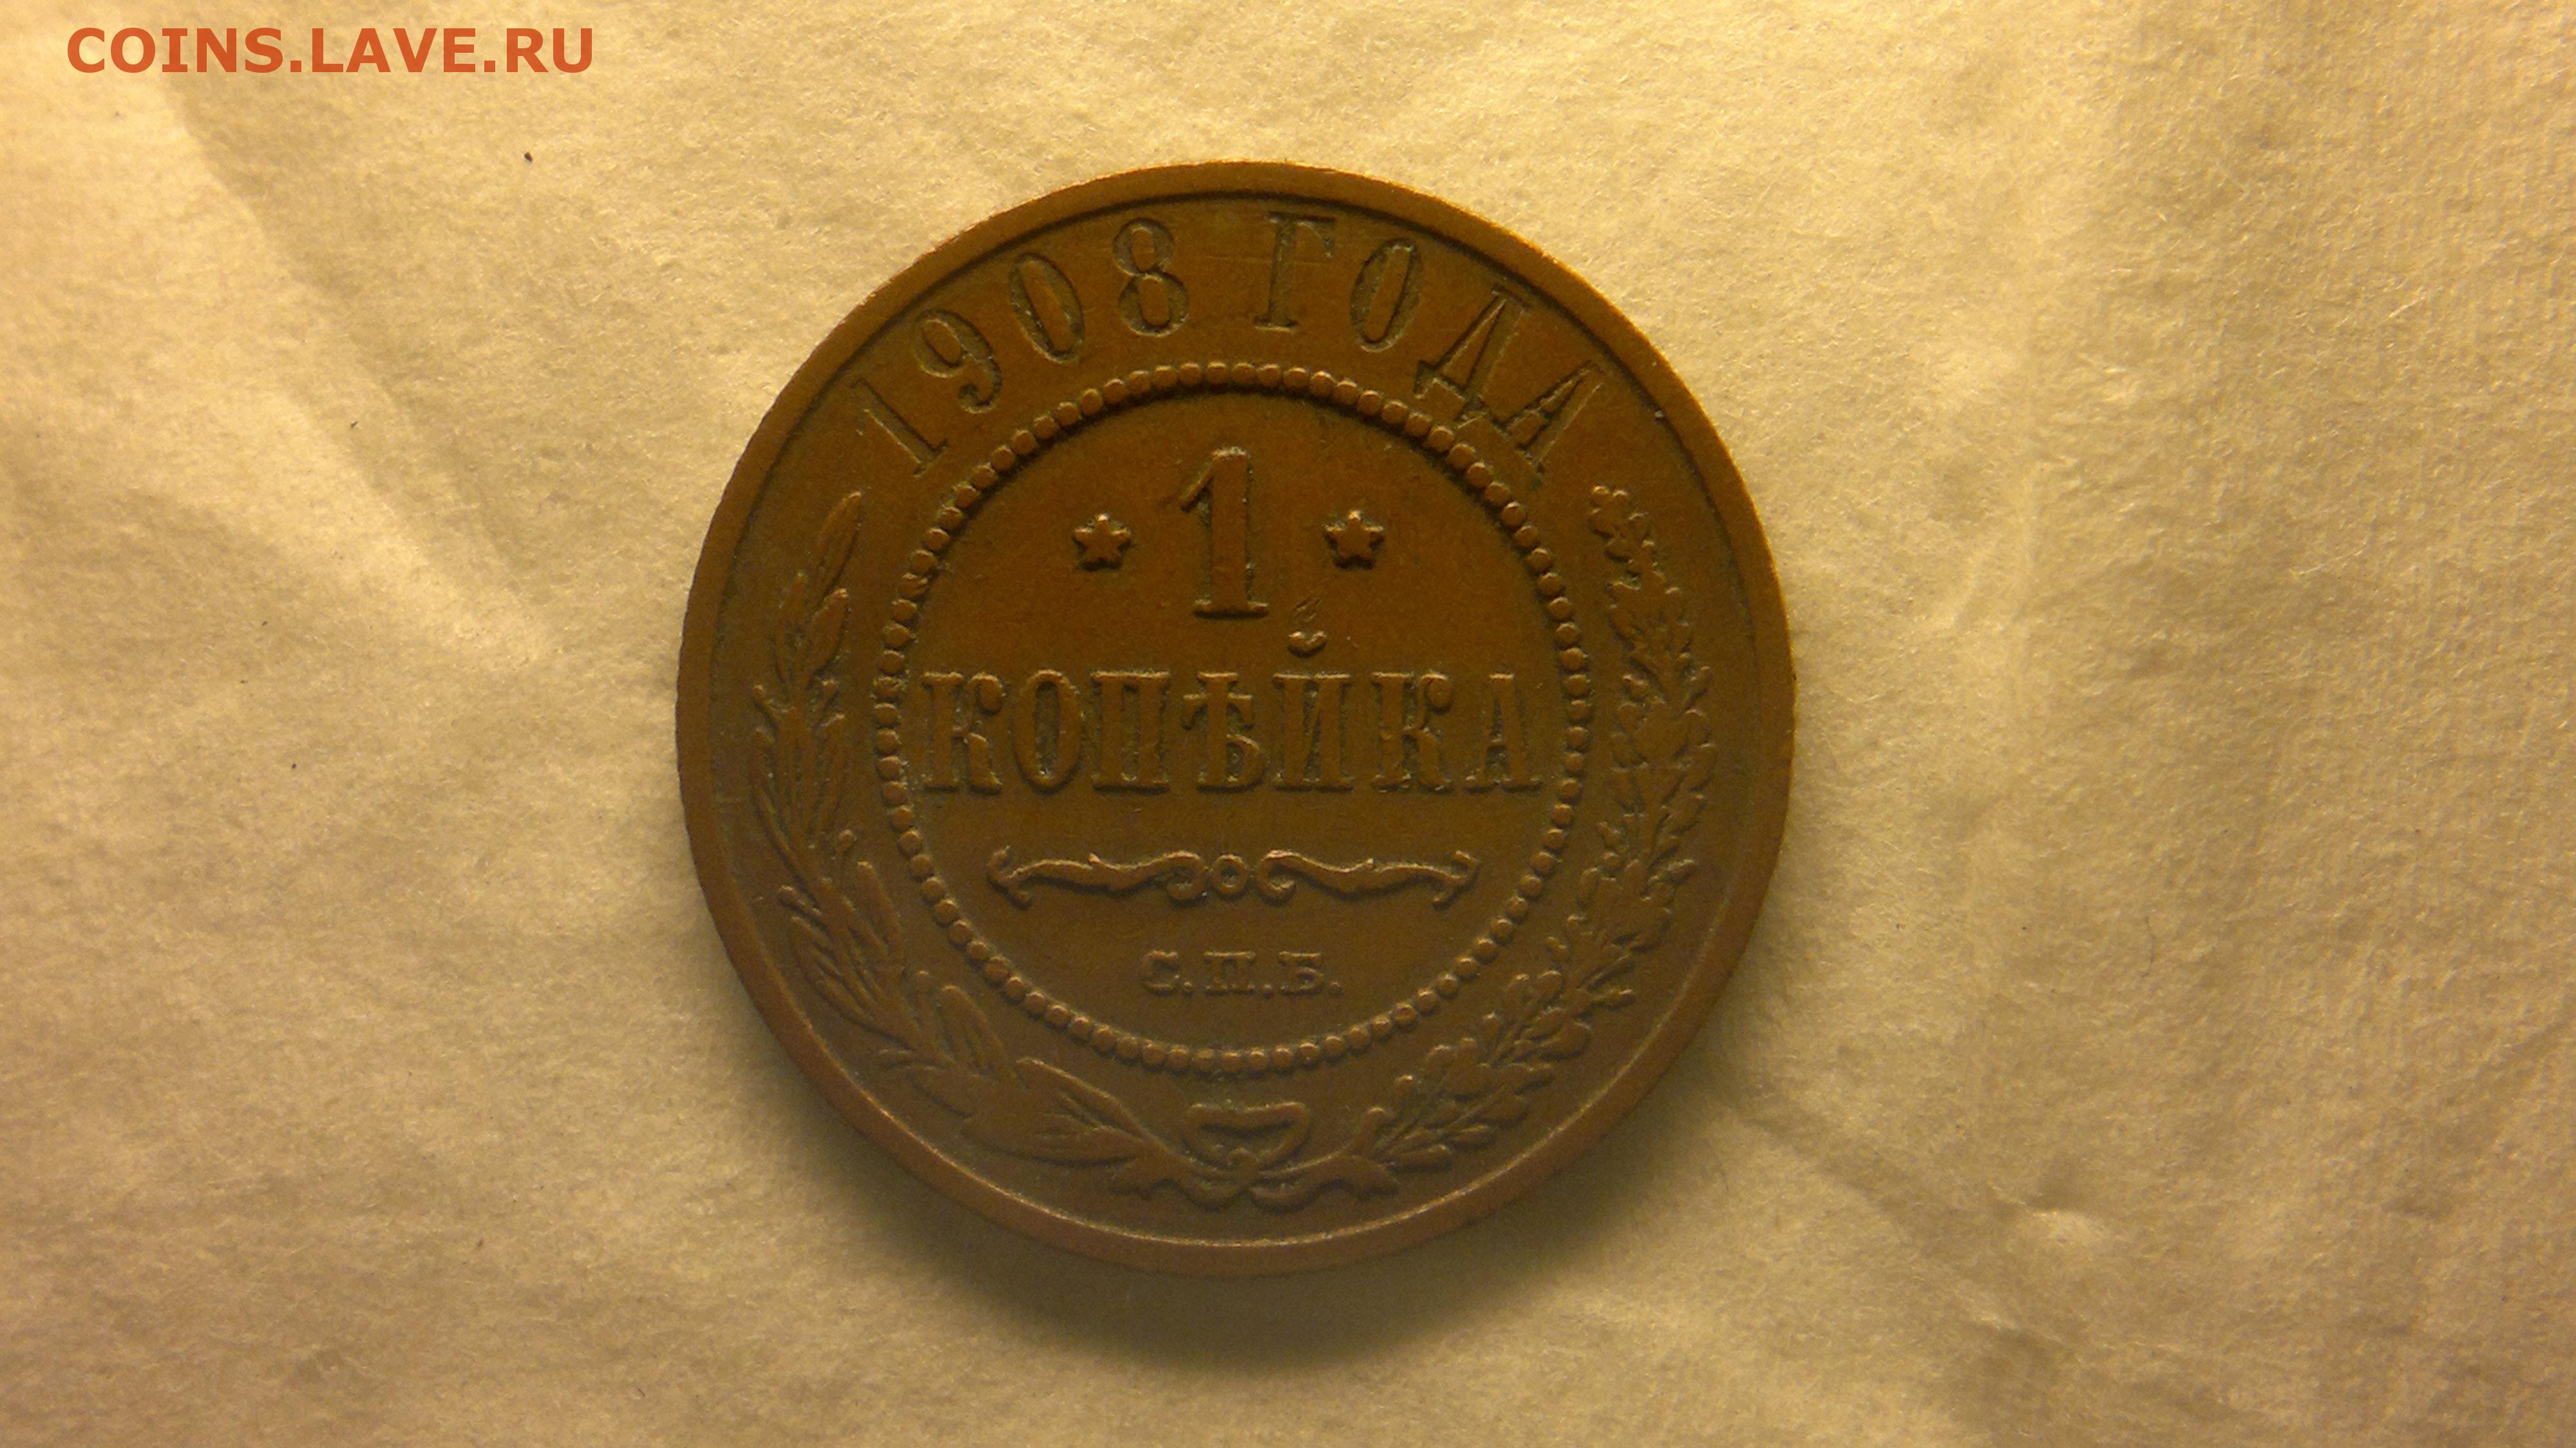 COINS.LAVE.RU
1908 ГОДА
1
КОПѢЙКА
С.П.Б.